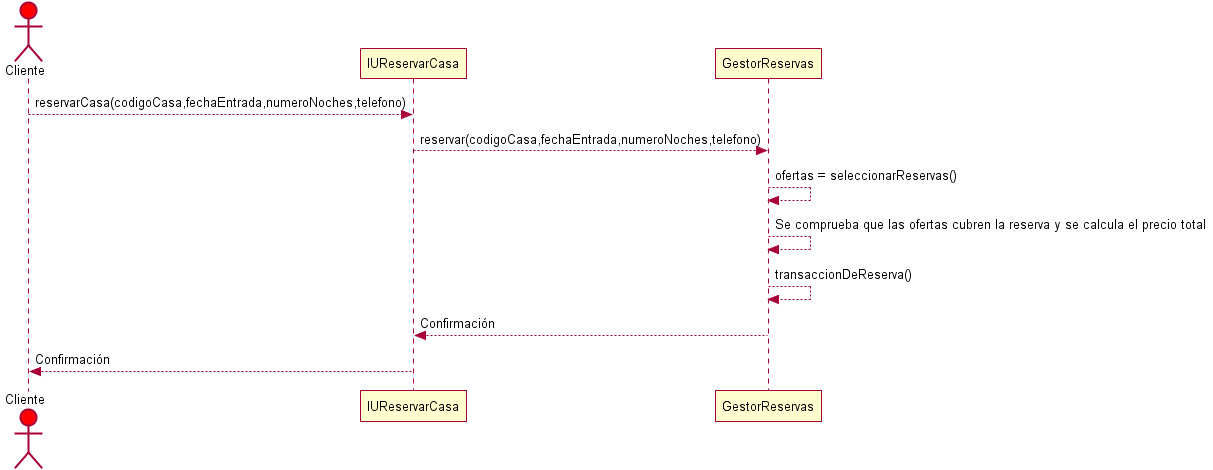 Cliente
IUReservarCasa
GestorReservas
reservarCasa(codigoCasa,fechaEntrada,numeroNoches,telefono)
reservar(codigoCasa,fechaEntrada,numeroNoches,telefono)
ofertas = seleccionarReservas()
Se comprueba que las ofertas cubren la reserva y se calcula el precio total
transaccionDeReserva()
Confirmación
Confirmación
Cliente
IUReservarCasa
GestorReservas